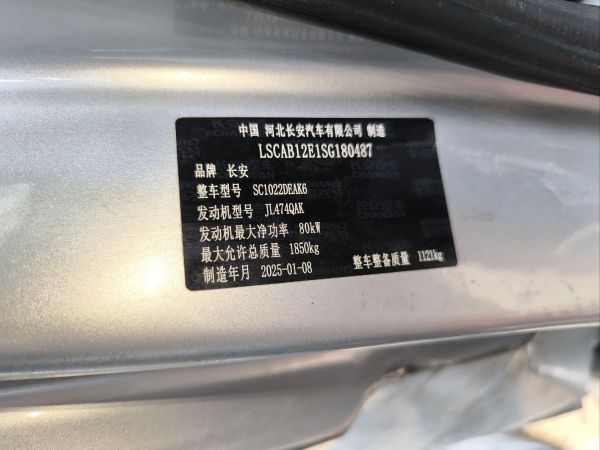 中国 河北长安汽车有限公司 制造
LSCAB12E1SG180487
品牌 长安
整车型号 SC1022DEAK6
发动机型号 JL474QAK
发动机最大净功率 80kW
最大允许总质量 1850kg
制造年月 2025-01-08
整车整备质量 1121kg